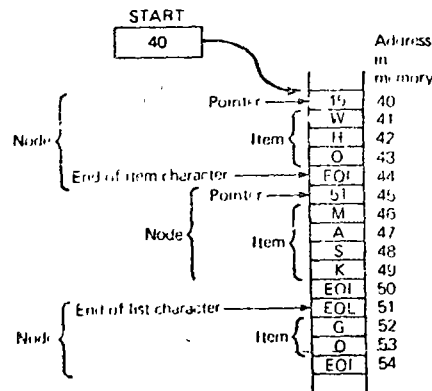 START
40
Address
in
memory
Pointer 40
W 41
Node Item H 42
O 43
End of item character EOI 44
Pointer 51 45
M 46
Node Item A 47
S 48
K 49
EOI 50
End of list character EOL 51
Node Item G 52
O 53
EOI 54